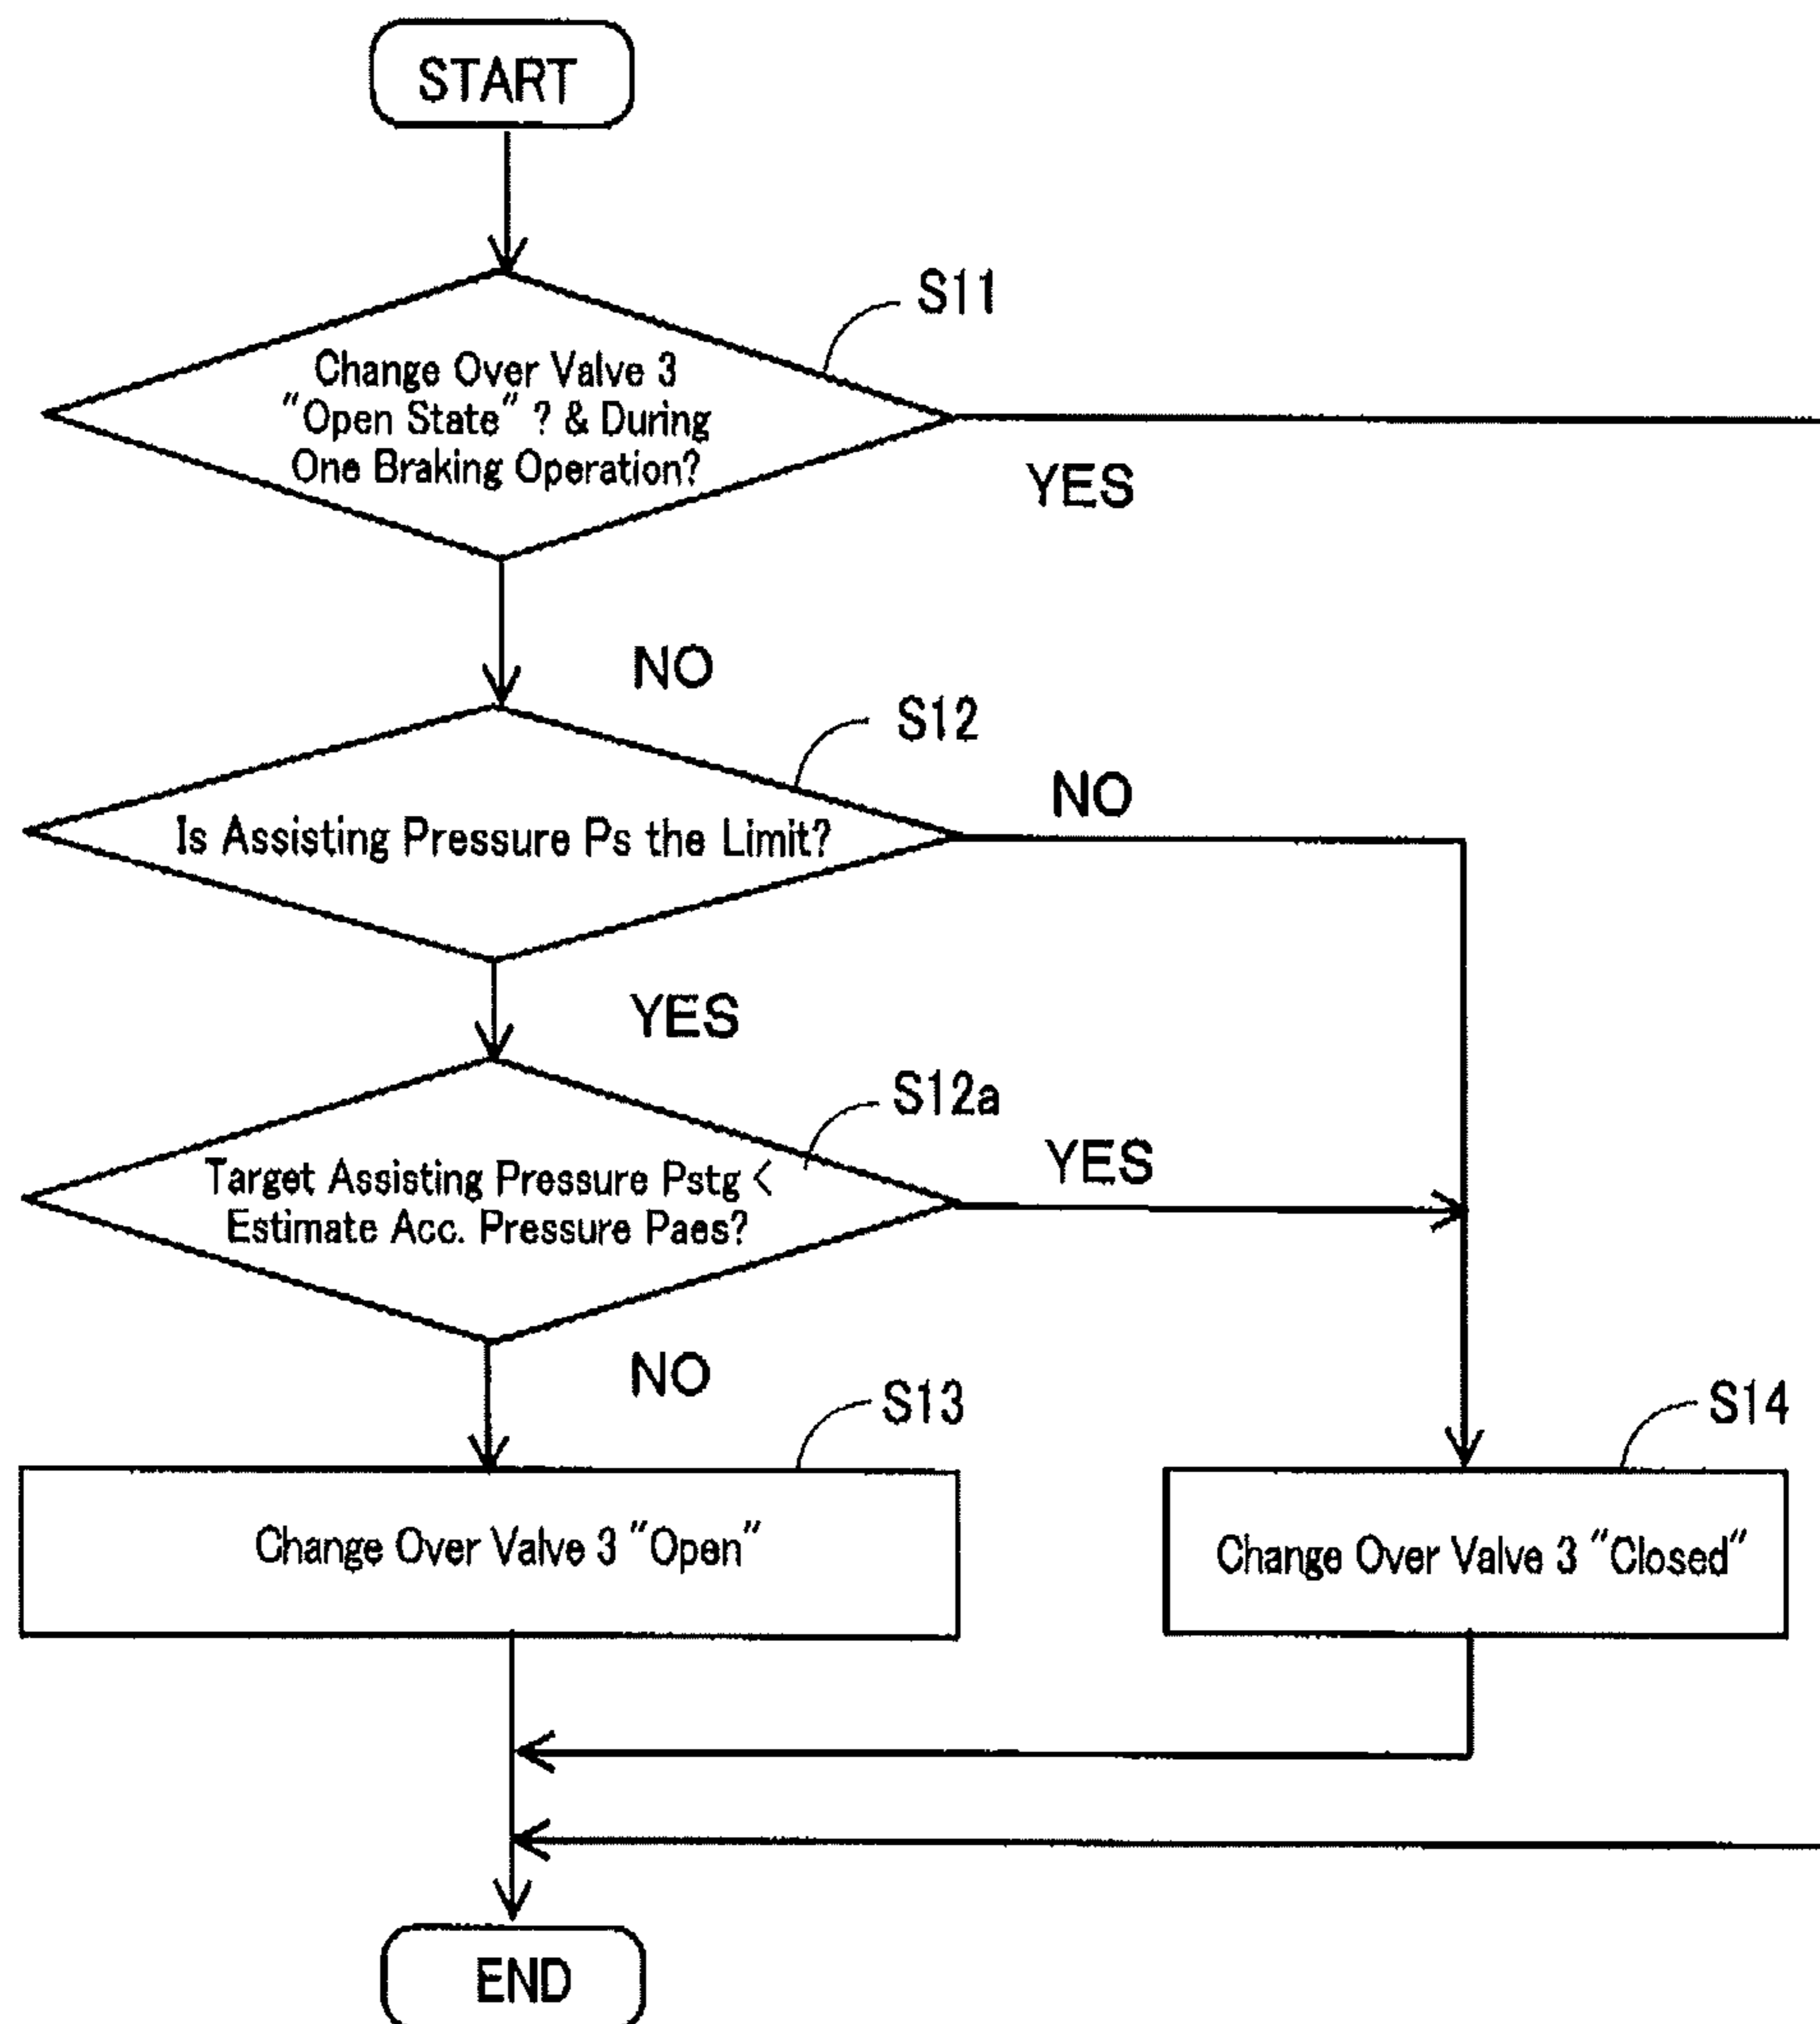 START
S11
Change Over Valve 3
"Open State" ? & During
One Braking Operation?
YES
NO
S12
NO
Is Assisting Pressure Ps the Limit?
YES
S12a
YES
Target Assisting Pressure Pstg <
Estimate Acc. Pressure Paes?
NO
S13
S14
Change Over Valve 3 "Open"
Change Over Valve 3 "Closed"
END